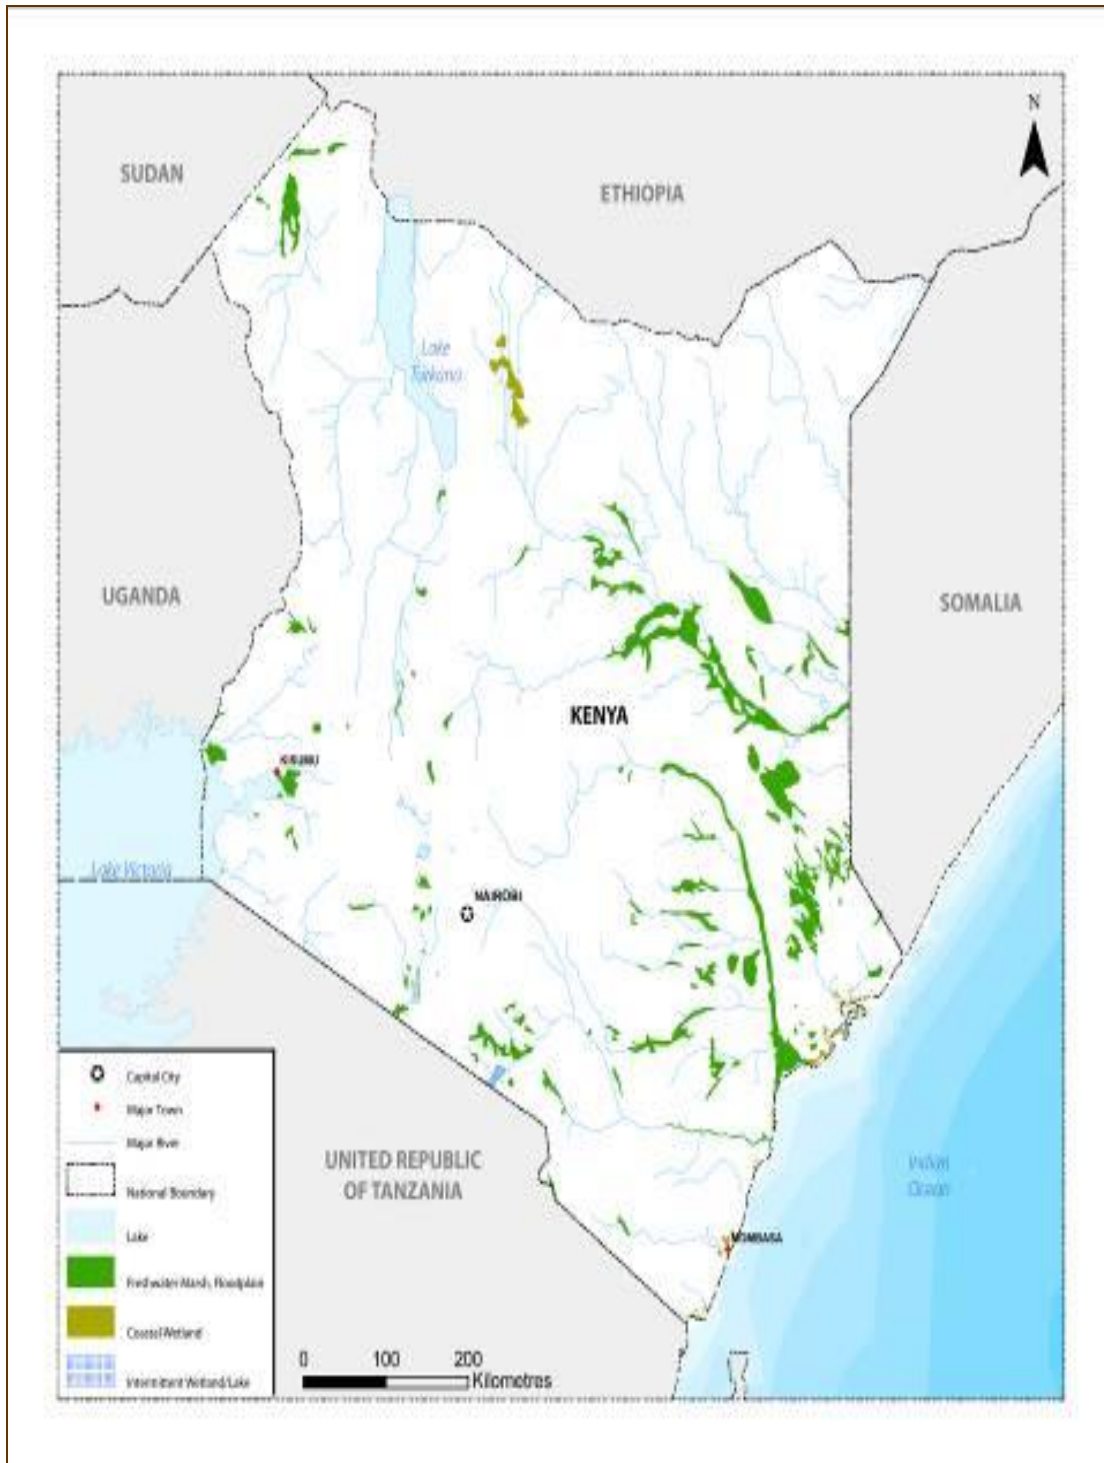 N
SUDAN
ETHIOPIA
Lake
Turkana
UGANDA
SOMALIA
KENYA
KISUMU
Lake Victoria
NAIROBI
Capitol City
Major Town
Major River
National Boundary
Lake
Freshwater Marsh, Floodplain
Coastal Wetland
Intermittent Wetland/Lake
UNITED REPUBLIC
OF TANZANIA
Indian
Ocean
MOMBASA
0 100 200
Kilometres